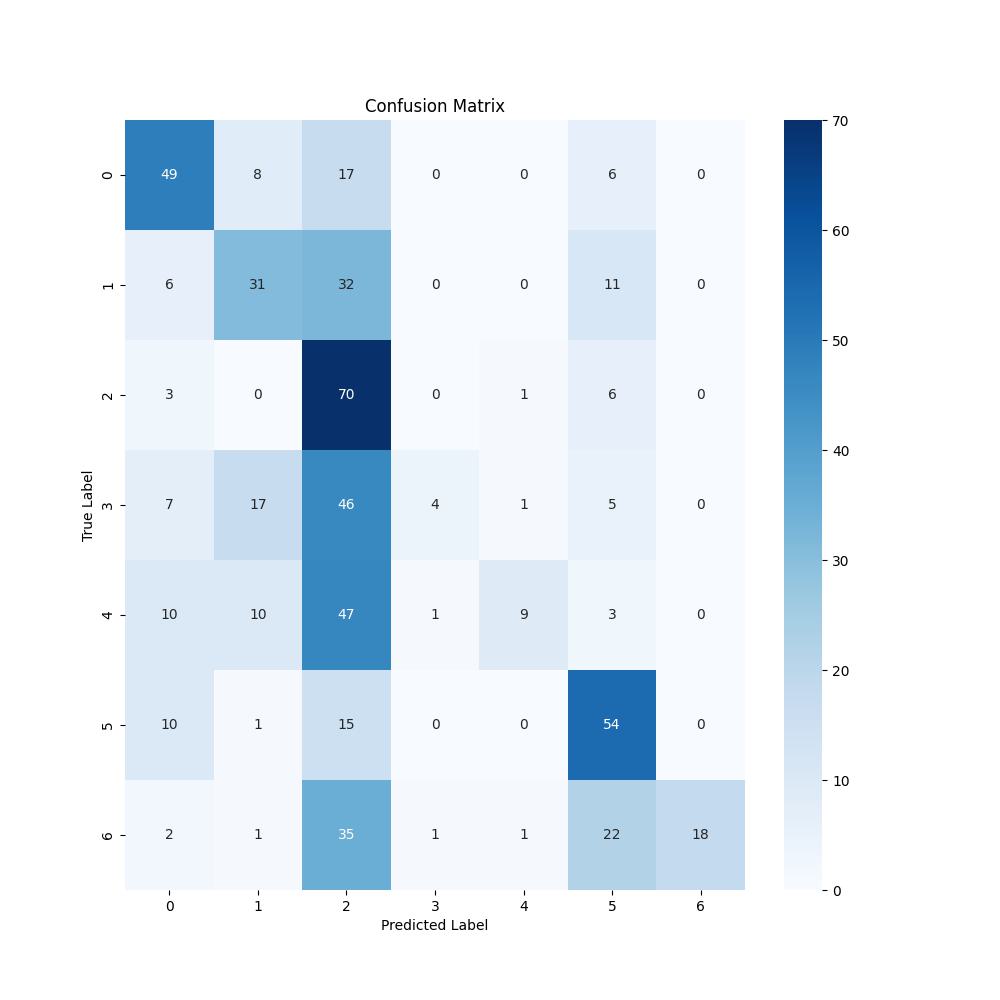 Confusion Matrix
49 8 17 0 0 6 0
6 31 32 0 0 11 0
3 0 70 0 1 6 0
7 17 46 4 1 5 0
10 10 47 1 9 3 0
10 1 15 0 0 54 0
2 1 35 1 1 22 18
0
1
2
3
4
5
6
True Label
0 1 2 3 4 5 6
Predicted Label
70
60
50
40
30
20
10
0